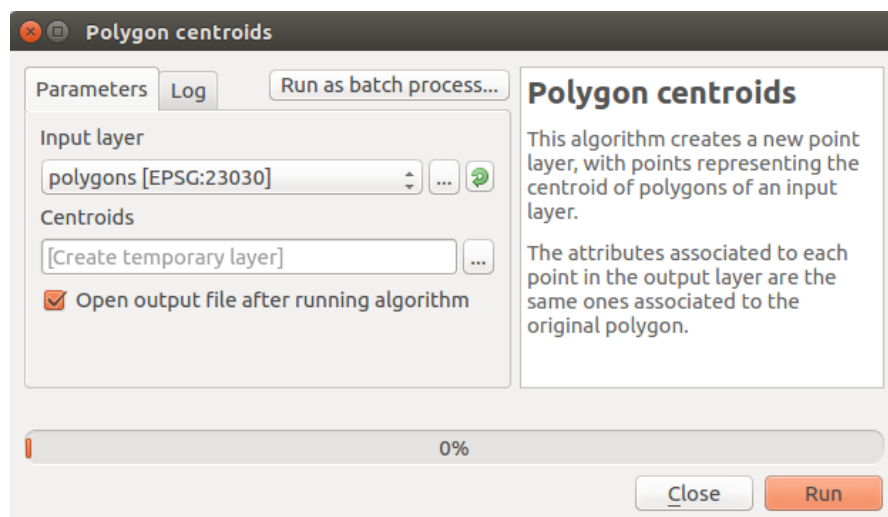 Polygon centroids
Parameters
Log
Run as batch process...
Input layer
polygons [EPSG:23030]
...
Centroids
[Create temporary layer]
...
Open output file after running algorithm
Polygon centroids
This algorithm creates a new point
layer, with points representing the
centroid of polygons of an input
layer.
The attributes associated to each
point in the output layer are the
same ones associated to the
original polygon.
0%
Close
Run